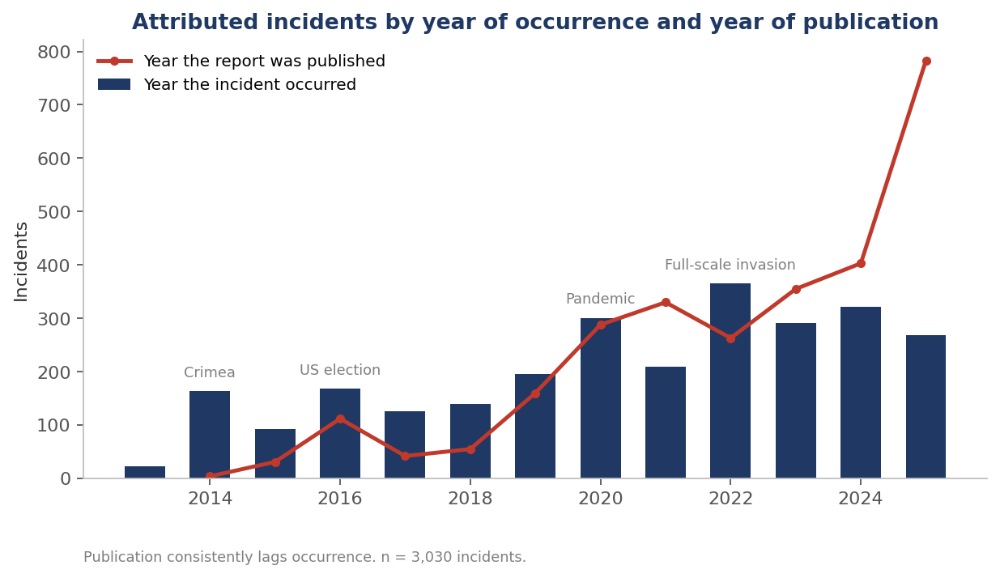 Attributed incidents by year of occurrence and year of publication
Year the report was published
Year the incident occurred
Incidents
800
700
600
500
400
300
200
100
0
Crimea
US election
Pandemic
Full-scale invasion
2014 2016 2018 2020 2022 2024
Publication consistently lags occurrence. n = 3,030 incidents.